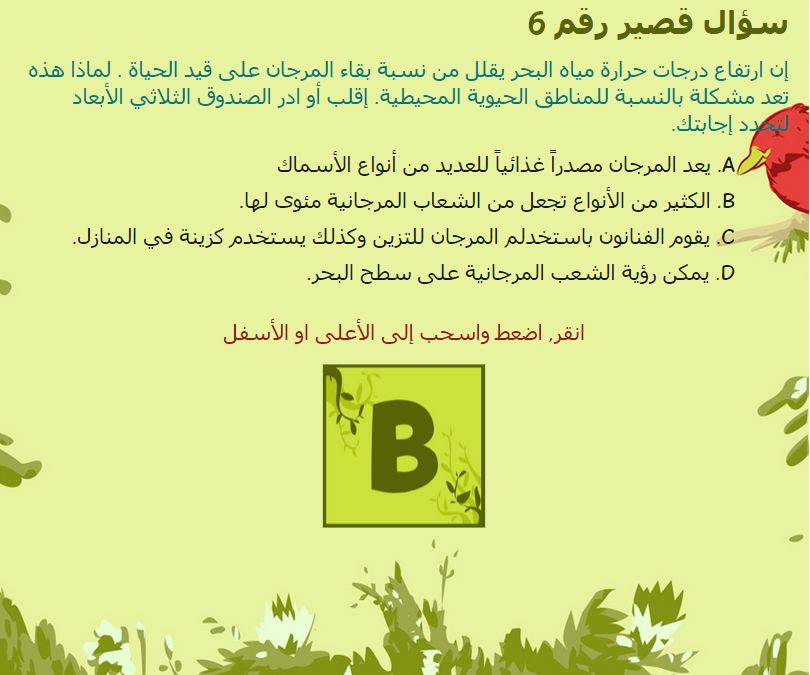 سؤال قصير رقم 6
إن ارتفاع درجات حرارة مياه البحر يقلل من نسبة بقاء المرجان على قيد الحياة . لماذا هذه
تعد مشكلة بالنسبة للمناطق الحيوية المحيطية. إقلب أو ادر الصندوق الثلاثي الأبعاد
لتحدد إجابتك.
A. يعد المرجان مصدراً غذائياً للعديد من أنواع الأسماك
B. الكثير من الأنواع تجعل من الشعاب المرجانية مئوى لها.
C. يقوم الفنانون باستخدلم المرجان للتزين وكذلك يستخدم كزينة في المنازل.
D. يمكن رؤية الشعب المرجانية على سطح البحر.
انقر, اضغط واسحب إلى الأعلى او الأسفل
B